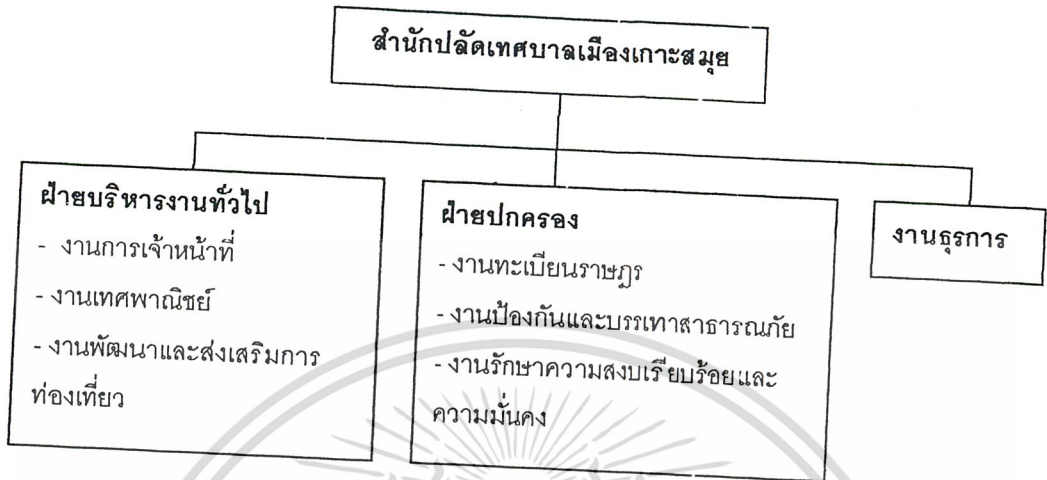 สำนักปลัดเทศบาลเมืองเกาะสมุย
ฝ่ายบริหารงานทั่วไป
- งานการเจ้าหน้าที่
- งานเทศพาณิชย์
- งานพัฒนาและส่งเสริมการ
ท่องเที่ยว
ฝ่ายปกครอง
- งานทะเบียนราษฎร
- งานป้องกันและบรรเทาสาธารณภัย
- งานรักษาความสงบเรียบร้อยและ
ความมั่นคง
งานธุรการ